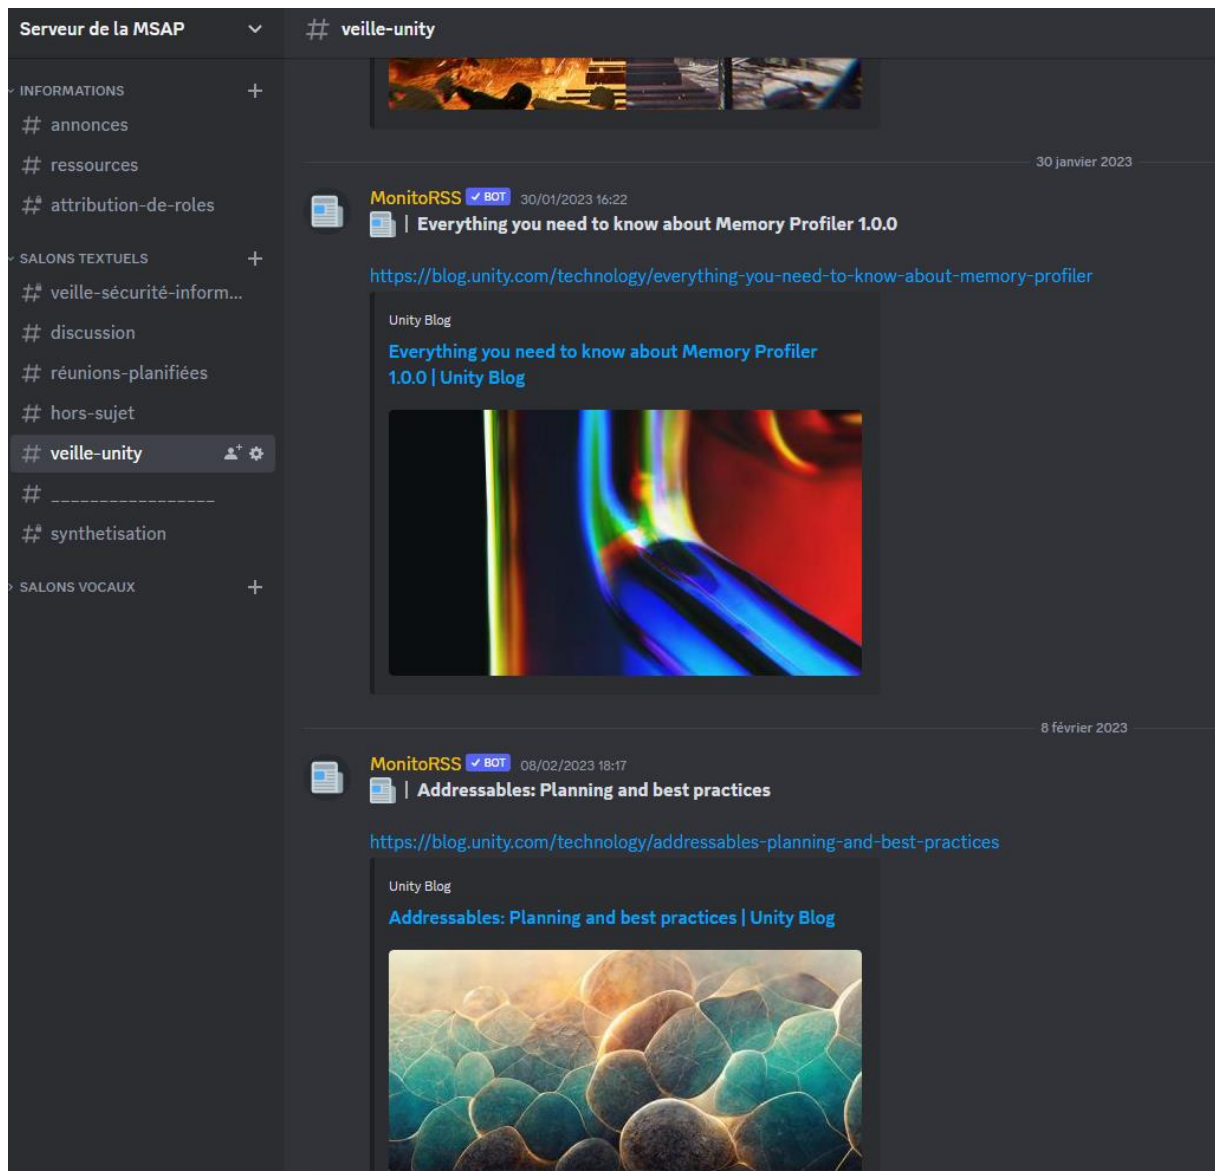 Serveur de la MSAP
INFORMATIONS
# annonces
# ressources
# attribution-de-roles
SALONS TEXTUELS
# veille-sécurité-inform...
# discussion
# réunions-planifiées
# hors-sujet
# veille-unity
# _________________
# synthetisation
SALONS VOCAUX
# veille-unity
30 janvier 2023
MonitoRSS ✓ BOT 30/01/2023 16:22
| Everything you need to know about Memory Profiler 1.0.0
https://blog.unity.com/technology/everything-you-need-to-know-about-memory-profiler
Unity Blog
Everything you need to know about Memory Profiler
1.0.0 | Unity Blog
8 février 2023
MonitoRSS ✓ BOT 08/02/2023 18:17
| Addressables: Planning and best practices
https://blog.unity.com/technology/addressables-planning-and-best-practices
Unity Blog
Addressables: Planning and best practices | Unity Blog